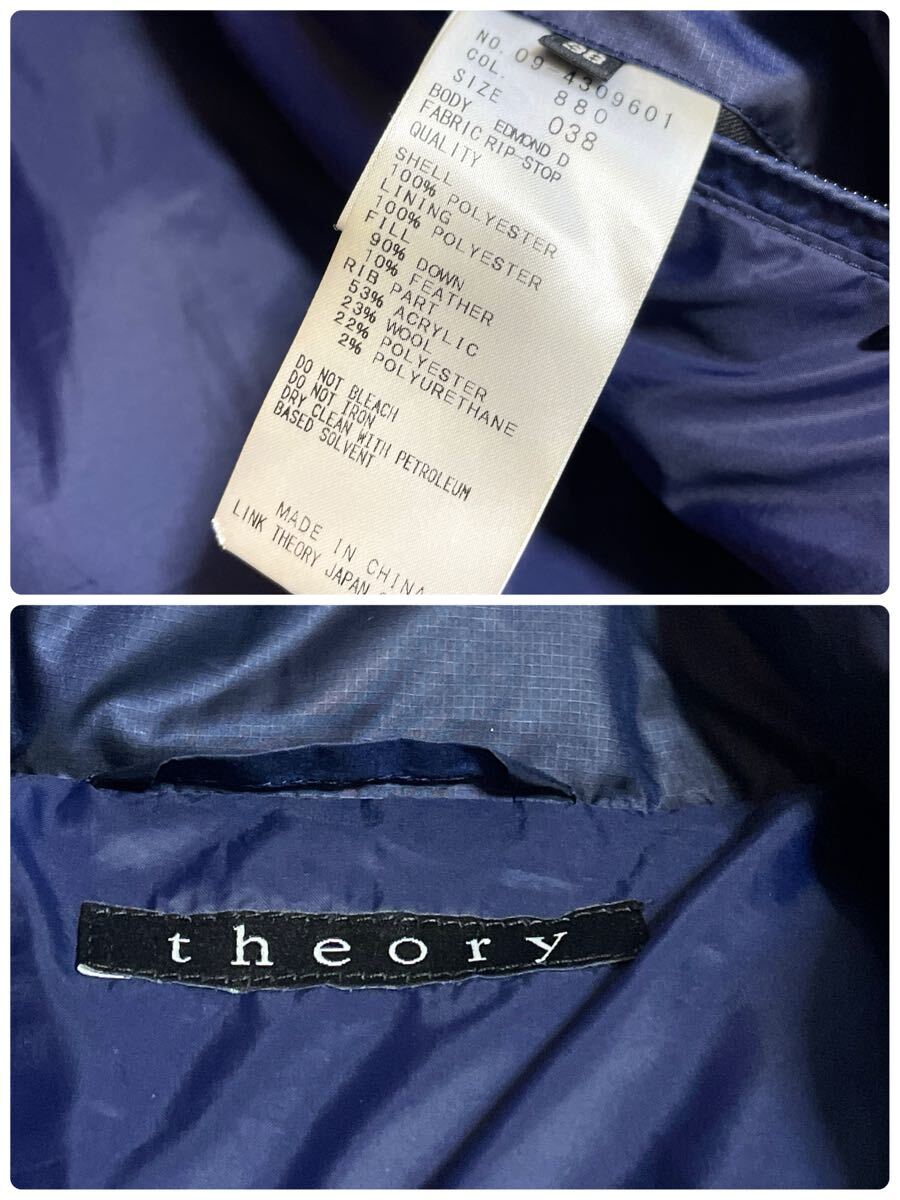 38
NO. 09-4309601
COL. 880
SIZE 038
BODY EDMOND D
FABRIC RIP-STOP
QUALITY
SHELL
100% POLYESTER
LINING
100% POLYESTER
FILL
90% DOWN
10% FEATHER
RIB PART
53% ACRYLIC
23% WOOL
22% POLYESTER
2% POLYURETHANE
DO NOT BLEACH
DO NOT IRON
DRY CLEAN WITH PETROLEUM
BASED SOLVENT
MADE IN CHINA
LINK THEORY JAPAN
theory